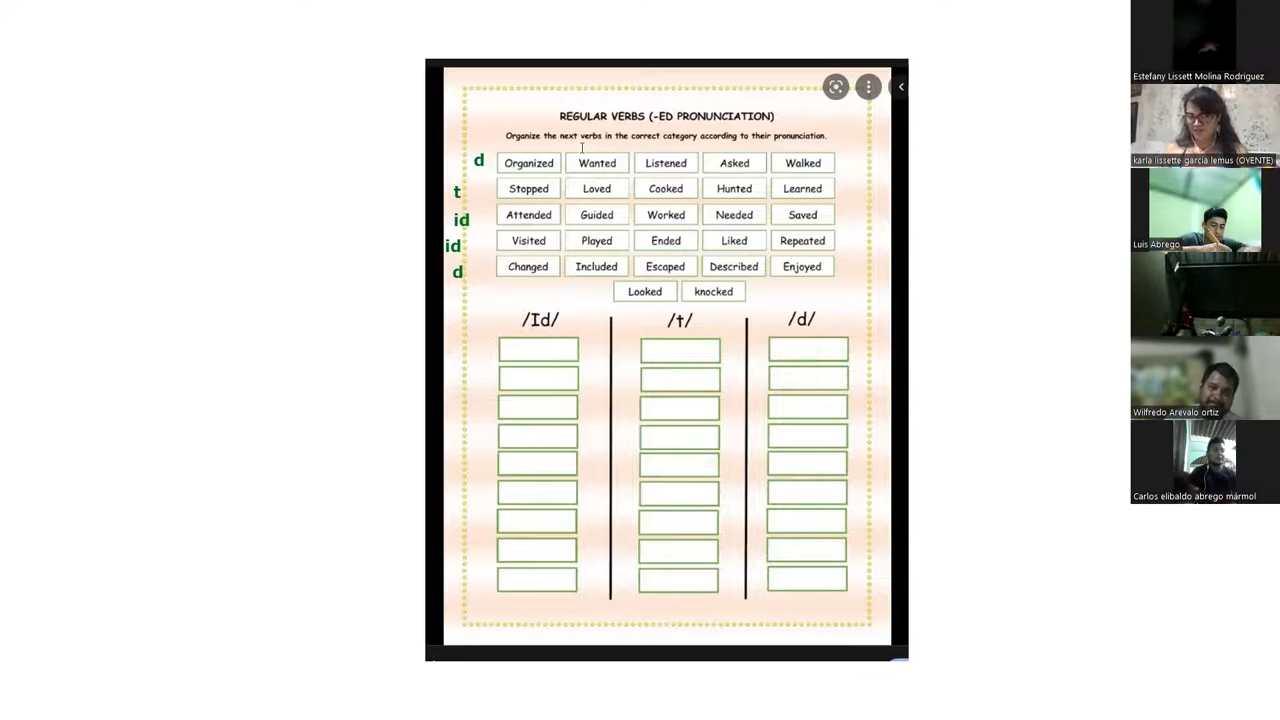 REGULAR VERBS (-ED PRONUNCIATION)
Organize the next verbs in the correct category according to their pronunciation.
d Organized Wanted Listened Asked Walked
t Stopped Loved Cooked Hunted Learned
id Attended Guided Worked Needed Saved
id Visited Played Ended Liked Repeated
d Changed Included Escaped Described Enjoyed
Looked knocked
/Id/ /t/ /d/
Estefany Lissett Molina Rodriguez
karla lissette garcia lemus (OYENTE)
Luis Abrego
Wilfredo Arevalo ortiz
Carlos elibaldo abrego mármol